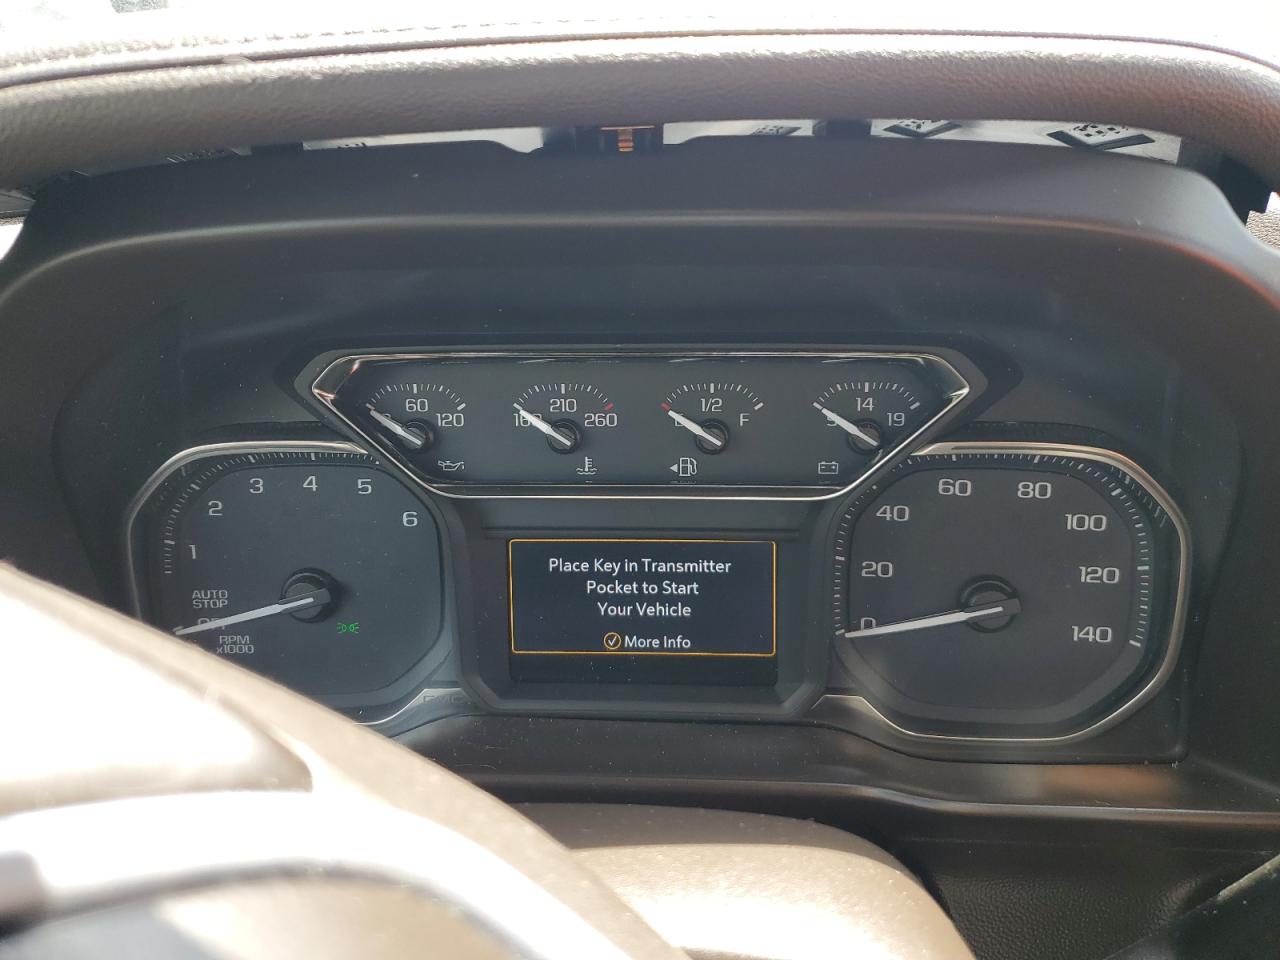 60
120
210
260
1/2
F
14
19
1
2
3
4
5
6
AUTO
STOP
RPM
x1000
Place Key in Transmitter
Pocket to Start
Your Vehicle
More Info
0
20
40
60
80
100
120
140